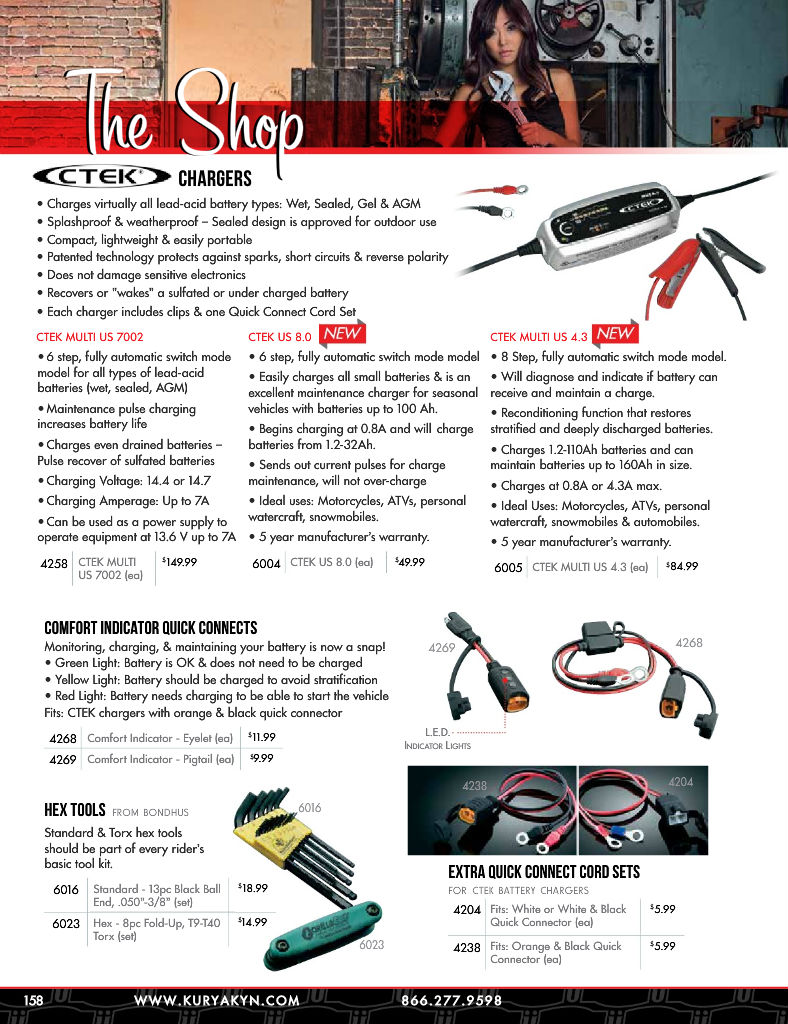 The Shop
CTEK CHARGERS
• Charges virtually all lead-acid battery types: Wet, Sealed, Gel & AGM
• Splashproof & weatherproof – Sealed design is approved for outdoor use
• Compact, lightweight & easily portable
• Patented technology protects against sparks, short circuits & reverse polarity
• Does not damage sensitive electronics
• Recovers or "wakes" a sulfated or under charged battery
• Each charger includes clips & one Quick Connect Cord Set
CTEK
CTEK MULTI US 7002
• 6 step, fully automatic switch mode
model for all types of lead-acid
batteries (wet, sealed, AGM)
• Maintenance pulse charging
increases battery life
• Charges even drained batteries –
Pulse recover of sulfated batteries
• Charging Voltage: 14.4 or 14.7
• Charging Amperage: Up to 7A
• Can be used as a power supply to
operate equipment at 13.6 V up to 7A
4258 CTEK MULTI $149.99
US 7002 (ea)
CTEK US 8.0 NEW
• 6 step, fully automatic switch mode model
• Easily charges all small batteries & is an
excellent maintenance charger for seasonal
vehicles with batteries up to 100 Ah.
• Begins charging at 0.8A and will charge
batteries from 1.2-32Ah.
• Sends out current pulses for charge
maintenance, will not over-charge
• Ideal uses: Motorcycles, ATVs, personal
watercraft, snowmobiles.
• 5 year manufacturer's warranty.
6004 CTEK US 8.0 (ea) $49.99
CTEK MULTI US 4.3 NEW
• 8 Step, fully automatic switch mode model.
• Will diagnose and indicate if battery can
receive and maintain a charge.
• Reconditioning function that restores
stratified and deeply discharged batteries.
• Charges 1.2-110Ah batteries and can
maintain batteries up to 160Ah in size.
• Charges at 0.8A or 4.3A max.
• Ideal Uses: Motorcycles, ATVs, personal
watercraft, snowmobiles & automobiles.
• 5 year manufacturer's warranty.
6005 CTEK MULTI US 4.3 (ea) $84.99
COMFORT INDICATOR QUICK CONNECTS
Monitoring, charging, & maintaining your battery is now a snap!
• Green Light: Battery is OK & does not need to be charged
• Yellow Light: Battery should be charged to avoid stratification
• Red Light: Battery needs charging to be able to start the vehicle
Fits: CTEK chargers with orange & black quick connector
4268 Comfort Indicator - Eyelet (ea) $11.99
4269 Comfort Indicator - Pigtail (ea) $9.99
4269
4268
L.E.D.
INDICATOR LIGHTS
HEX TOOLS FROM BONDHUS
Standard & Torx hex tools
should be part of every rider's
basic tool kit.
6016 Standard - 13pc Black Ball $18.99
End, .050"-3/8" (set)
6023 Hex - 8pc Fold-Up, T9-T40 $14.99
Torx (set)
6016
6023
4238
4204
EXTRA QUICK CONNECT CORD SETS
FOR CTEK BATTERY CHARGERS
4204 Fits: White or White & Black $5.99
Quick Connector (ea)
4238 Fits: Orange & Black Quick $5.99
Connector (ea)
158 WWW.KURYAKYN.COM 866.277.9598